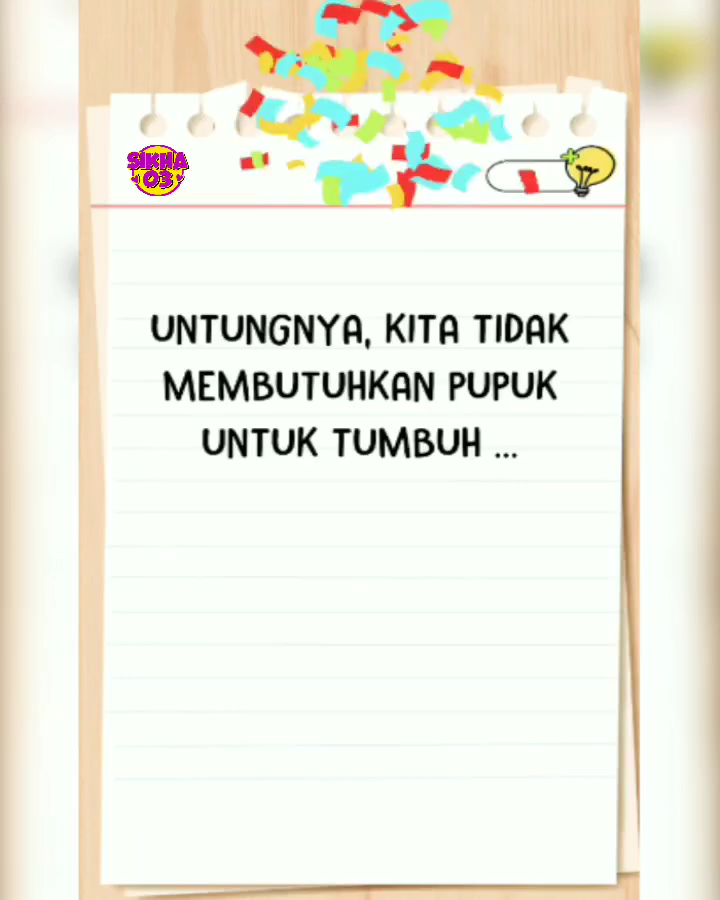 SIKHA
03
UNTUNGNYA, KITA TIDAK
MEMBUTUHKAN PUPUK
UNTUK TUMBUH ...